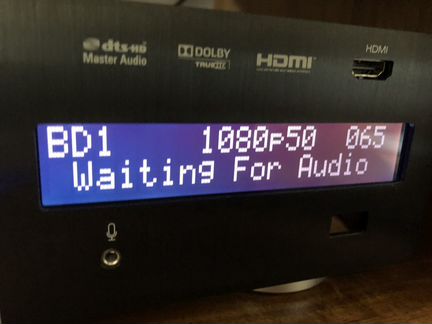 dts-HD
Master Audio
DOLBY
TRUEHD
HDMI
HDMI
BD1 1080p50 065
Waiting For Audio